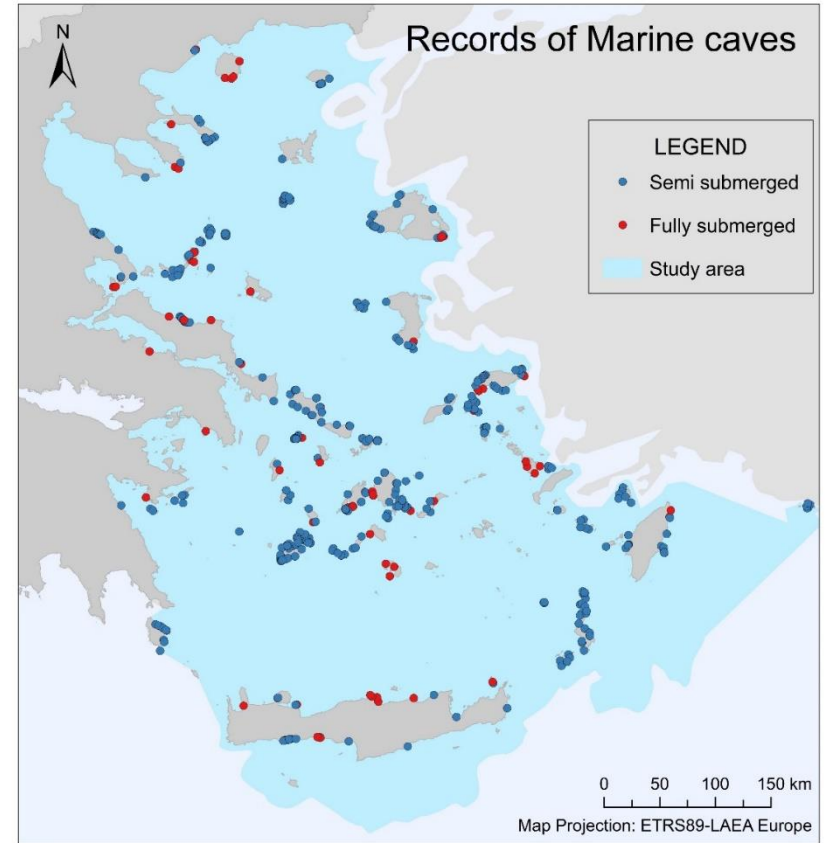 Records of Marine caves
N
LEGEND
Semi submerged
Fully submerged
Study area
0 50 100 150 km
Map Projection: ETRS89-LAEA Europe